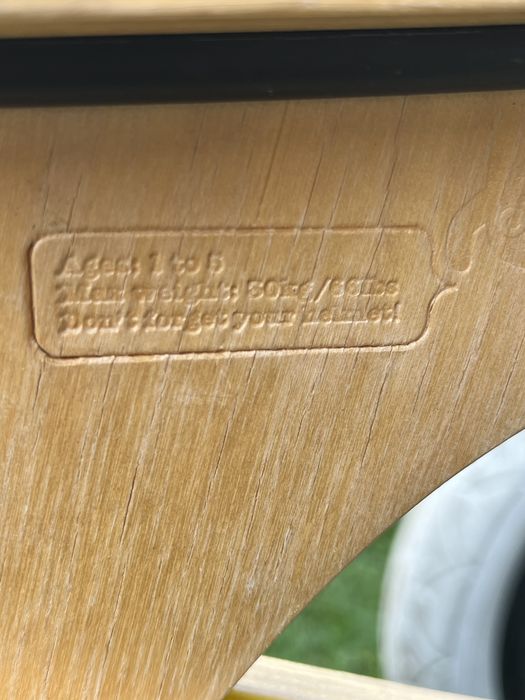 Ages: 1 to 5
Max weight: 30kg/66lbs
Don't forget your helmet!